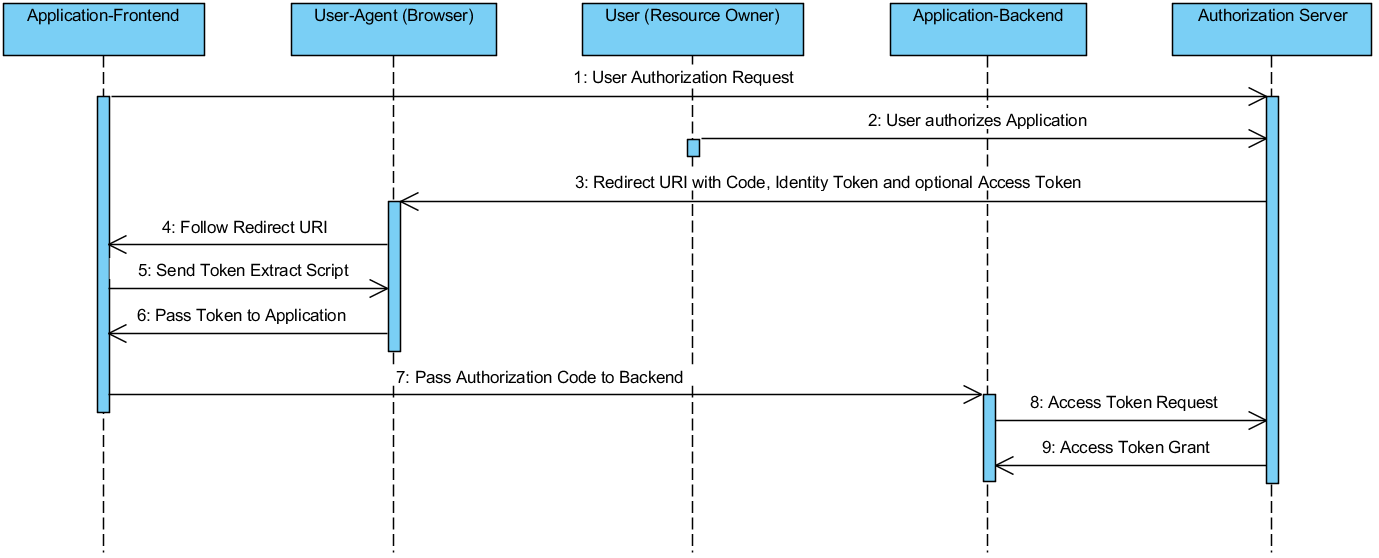 Application-Frontend
User-Agent (Browser)
User (Resource Owner)
Application-Backend
Authorization Server
1: User Authorization Request
2: User authorizes Application
3: Redirect URI with Code, Identity Token and optional Access Token
4: Follow Redirect URI
5: Send Token Extract Script
6: Pass Token to Application
7: Pass Authorization Code to Backend
8: Access Token Request
9: Access Token Grant